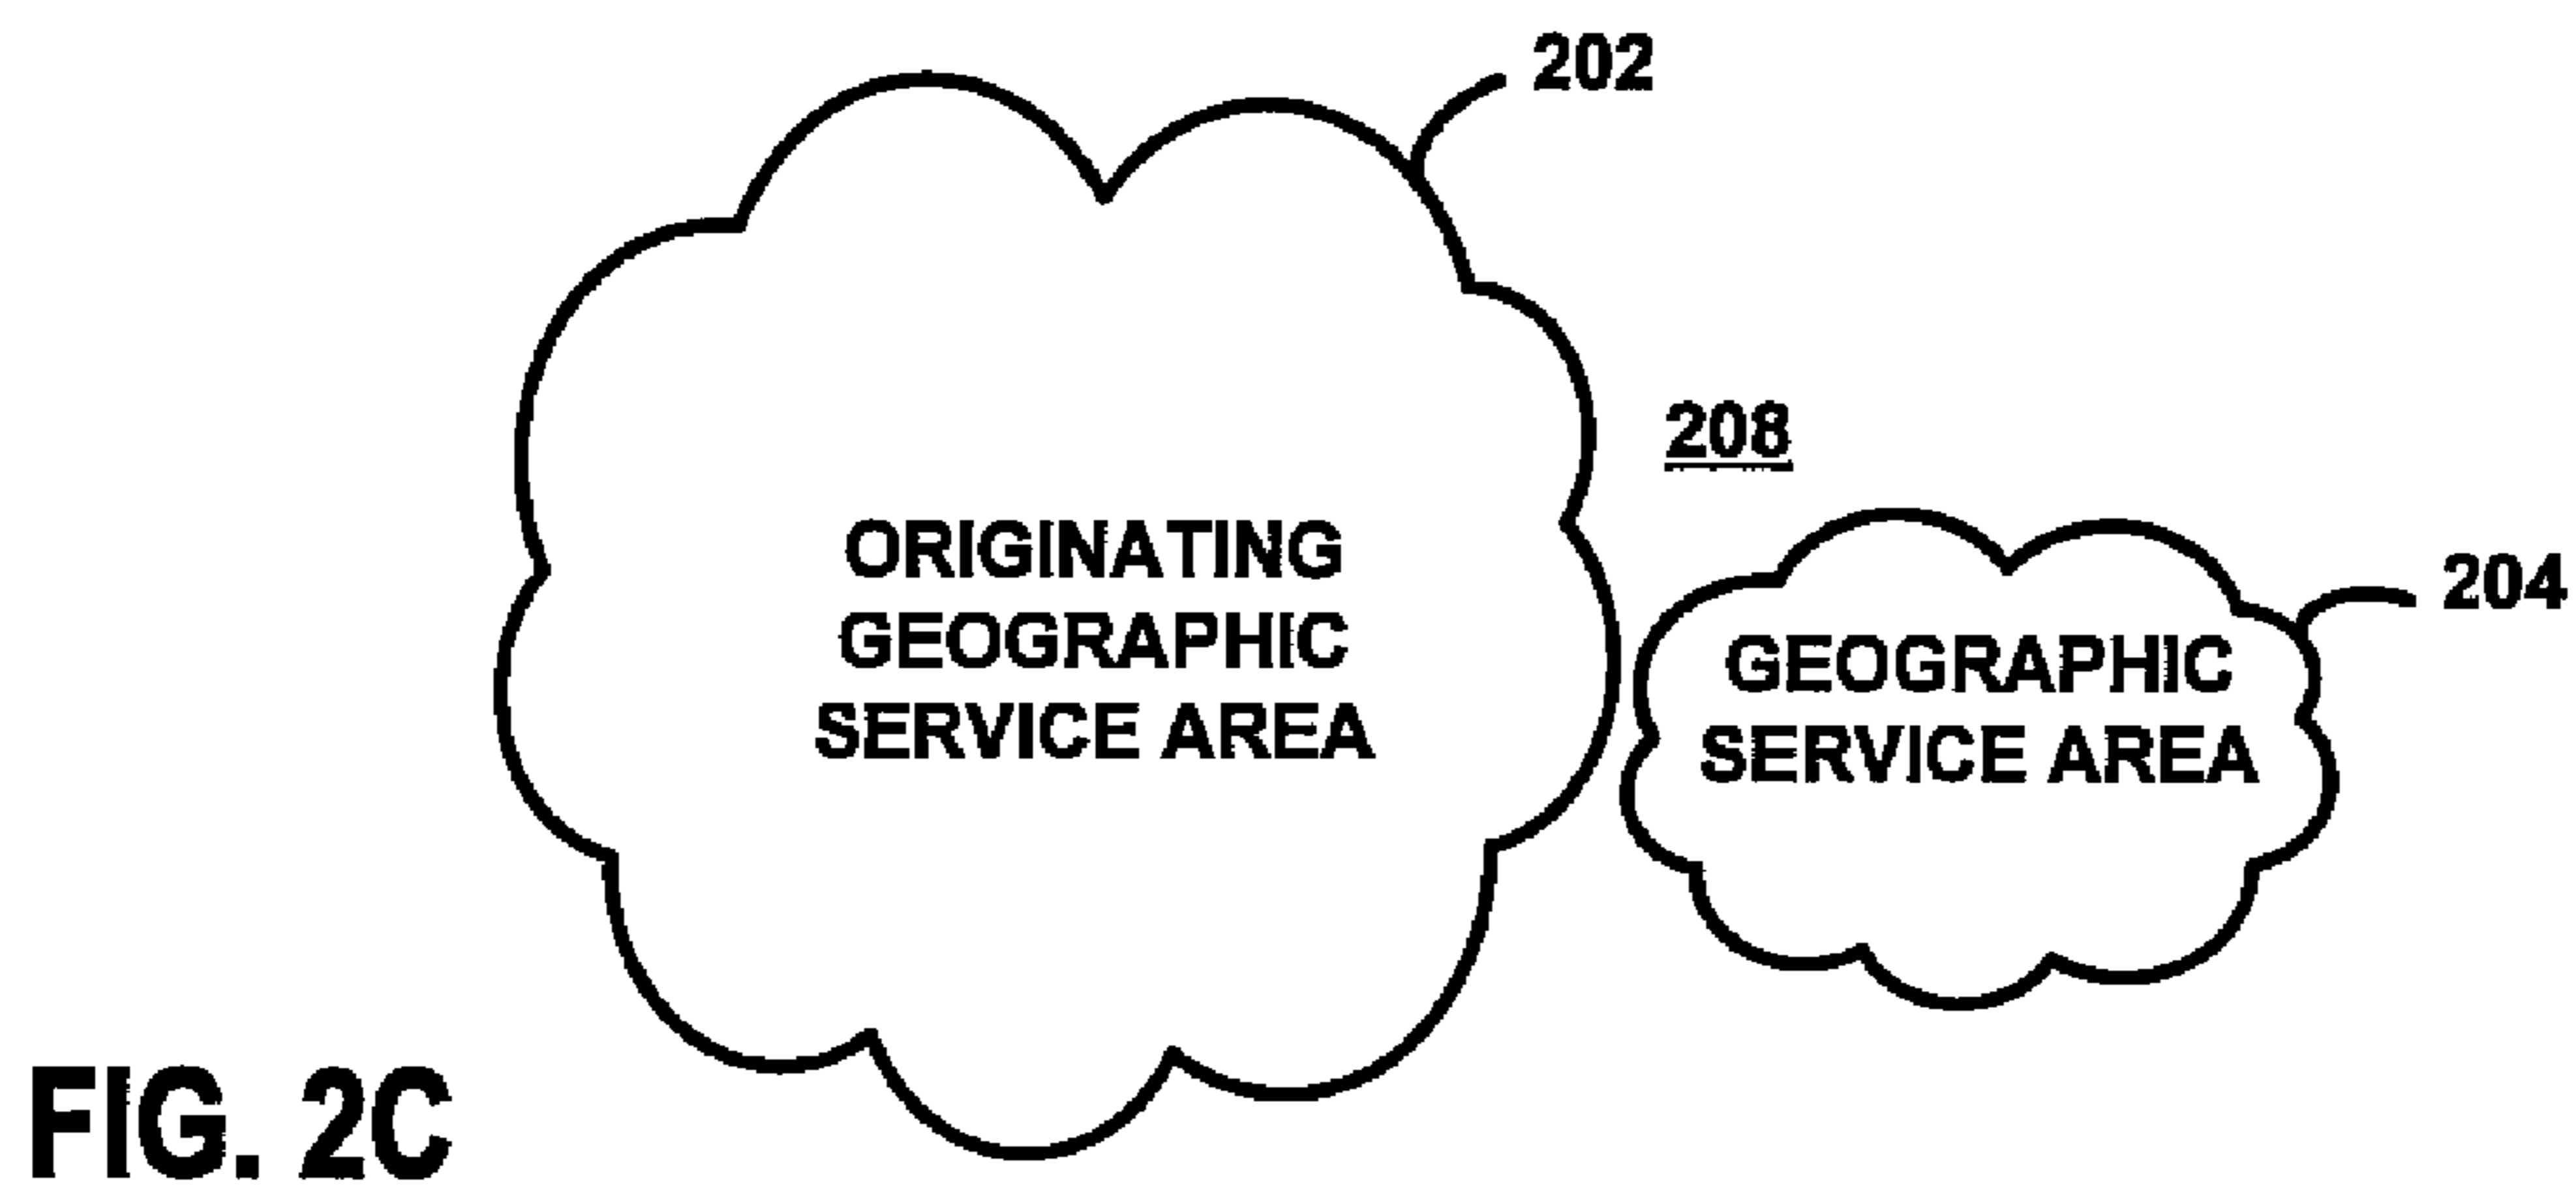 202
208
ORIGINATING
GEOGRAPHIC
SERVICE AREA
204
GEOGRAPHIC
SERVICE AREA
FIG. 2C